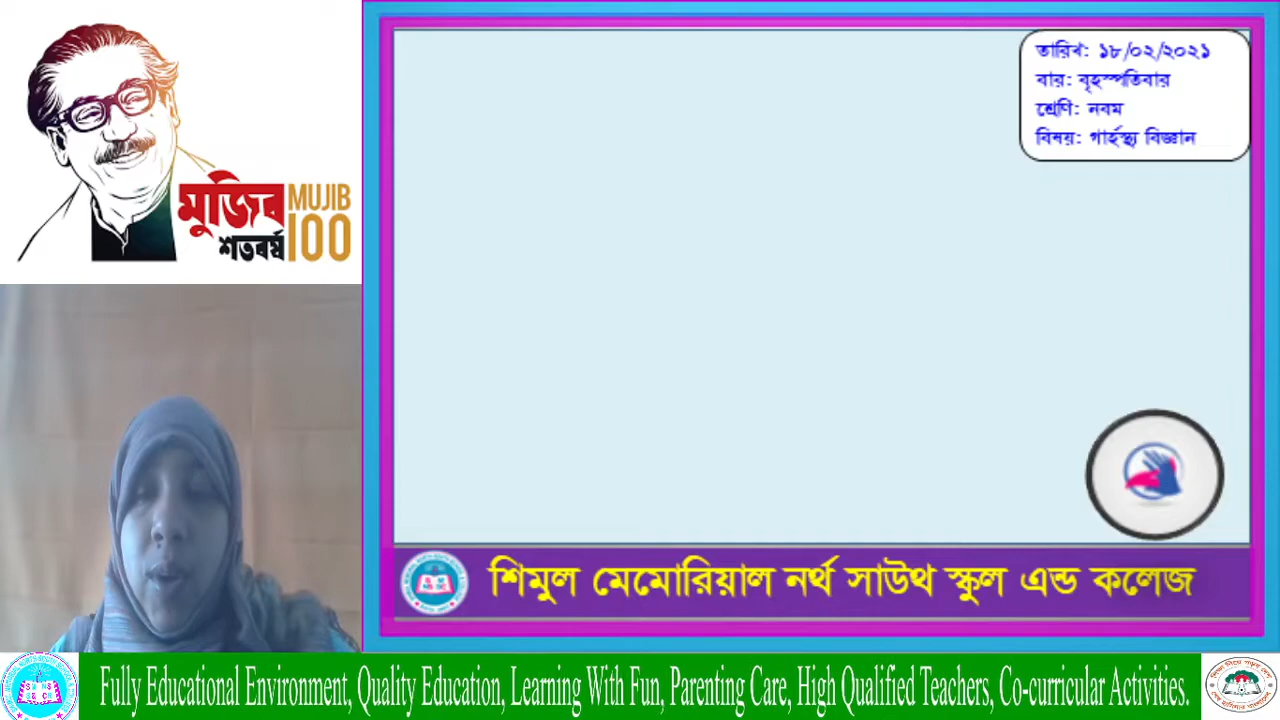 মুজিব
শতবর্ষ
MUJIB
100
তারিখ: ১৮/০২/২০২১
বার: বৃহস্পতিবার
শ্রেণি: নবম
বিষয়: গার্হস্থ্য বিজ্ঞান
শিমুল মেমোরিয়াল নর্থ সাউথ স্কুল এন্ড কলেজ
Fully Educational Environment, Quality Education, Learning With Fun, Parenting Care, High Qualified Teachers, Co-curricular Activities.